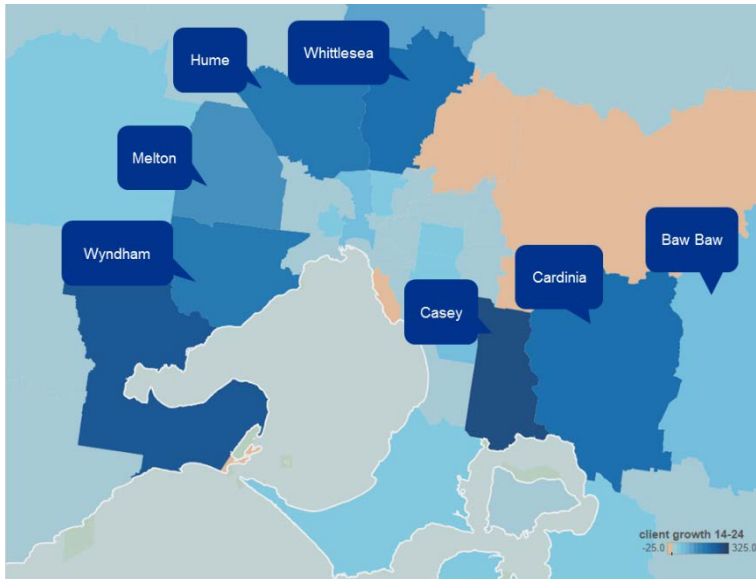 Whittlesea
Hume
Melton
Wyndham
Baw Baw
Cardinia
Casey
client growth 14-24
-25.0 325.0